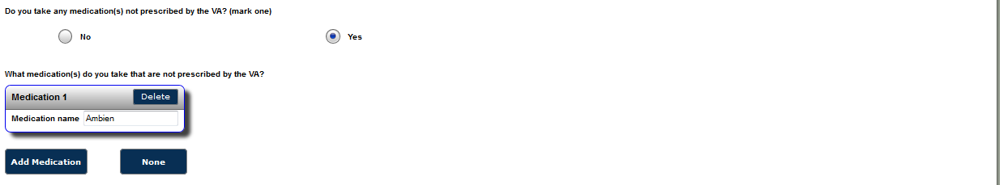 Do you take any medication(s) not prescribed by the VA? (mark one)
No Yes
What medication(s) do you take that are not prescribed by the VA?
Medication 1 Delete
Medication name Ambien
Add Medication None